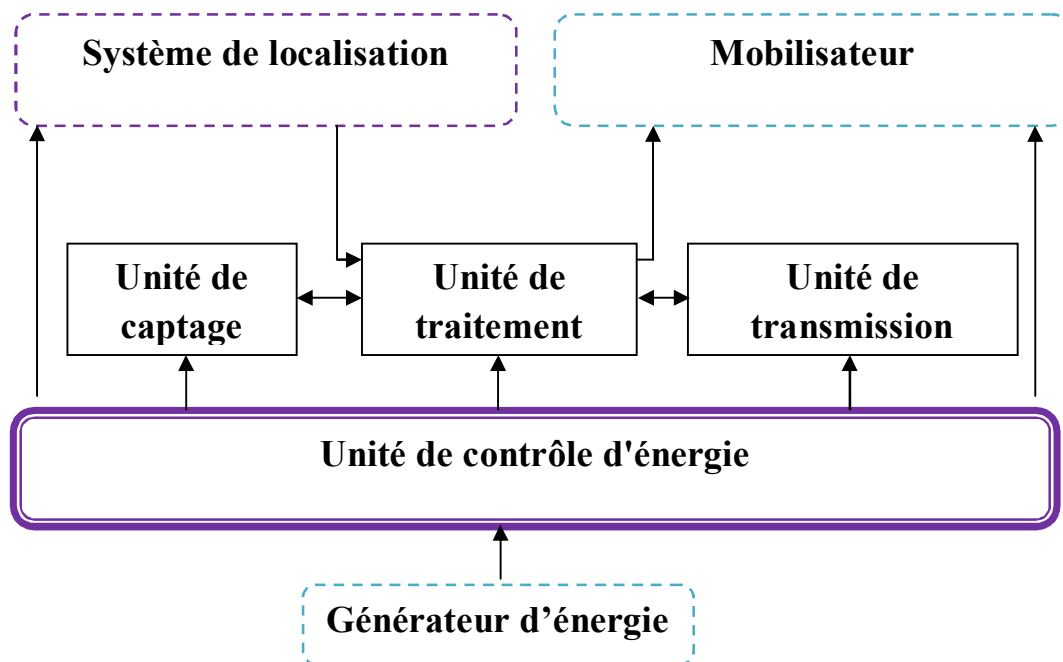 Système de localisation
Mobilisateur
Unité de
captage
Unité de
traitement
Unité de
transmission
Unité de contrôle d'énergie
Générateur d’énergie